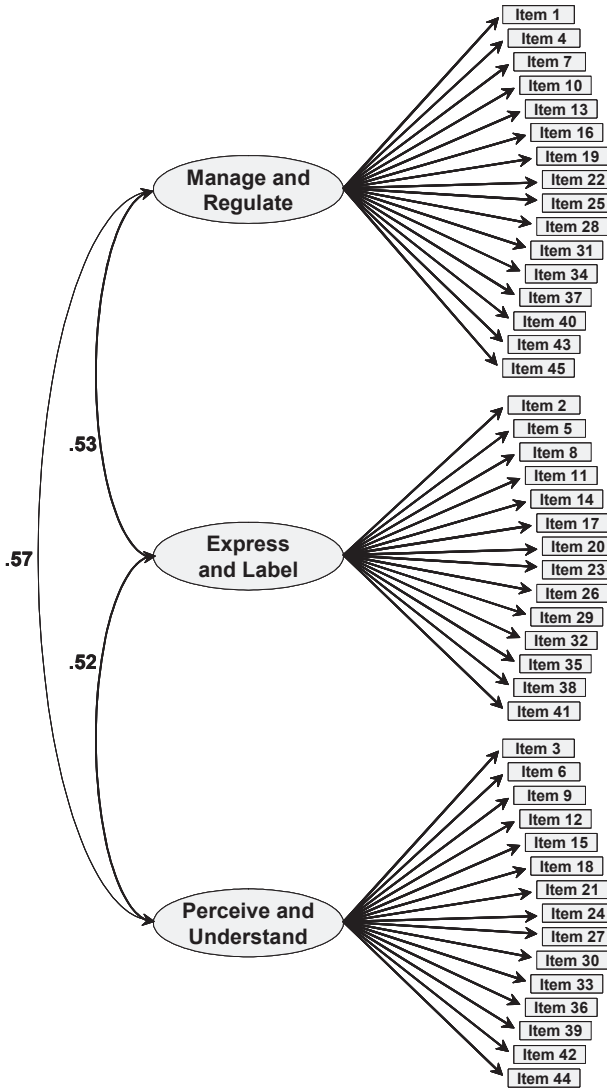 Item 1
Item 4
Item 7
Item 10
Item 13
Item 16
Item 19
Item 22
Item 25
Item 28
Item 31
Item 34
Item 37
Item 40
Item 43
Item 45
Manage and
Regulate
.53
Item 2
Item 5
Item 8
Item 11
Item 14
Item 17
Item 20
Item 23
Item 26
Item 29
Item 32
Item 35
Item 38
Item 41
Express
and Label
.57
.52
Item 3
Item 6
Item 9
Item 12
Item 15
Item 18
Item 21
Item 24
Item 27
Item 30
Item 33
Item 36
Item 39
Item 42
Item 44
Perceive and
Understand